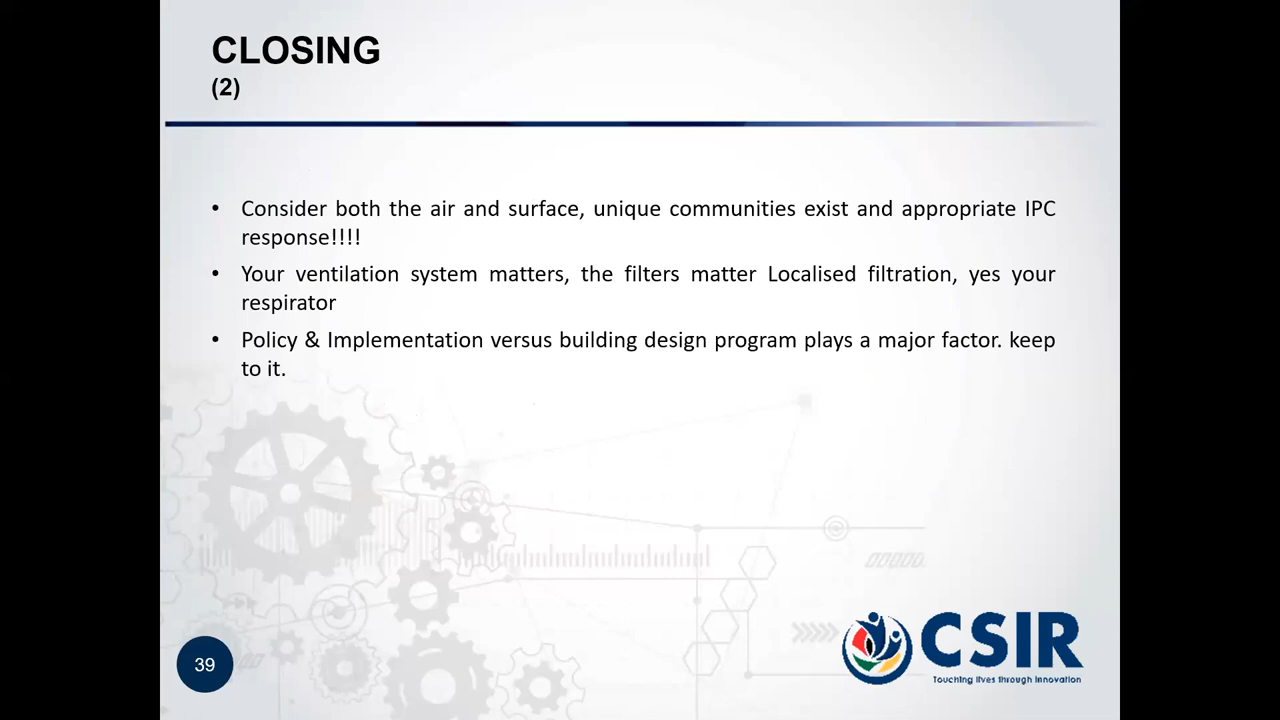 CLOSING
(2)
• Consider both the air and surface, unique communities exist and appropriate IPC
response!!!!
• Your ventilation system matters, the filters matter Localised filtration, yes your
respirator
• Policy & Implementation versus building design program plays a major factor. keep
to it.
39
CSIR
Touching lives through innovation